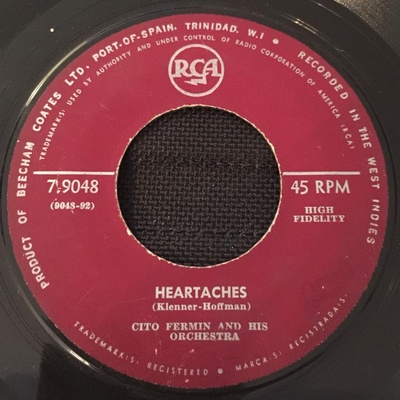 PRODUCT OF BEECHAM COATES LTD. PORT-OF-SPAIN, TRINIDAD, W.I • RECORDED IN THE WEST INDIES
TRADEMARK(S) USED BY AUTHORITY AND UNDER CONTROL OF RADIO CORPORATION OF AMERICA (RCA)
RCA
7-9048
45 RPM
(9048-92)
HIGH
FIDELITY
HEARTACHES
(Klenner-Hoffman)
CITO FERMIN AND HIS
ORCHESTRA
TRADEMARK(S) REGISTERED • MARCA(S) REGISTRADA(S)